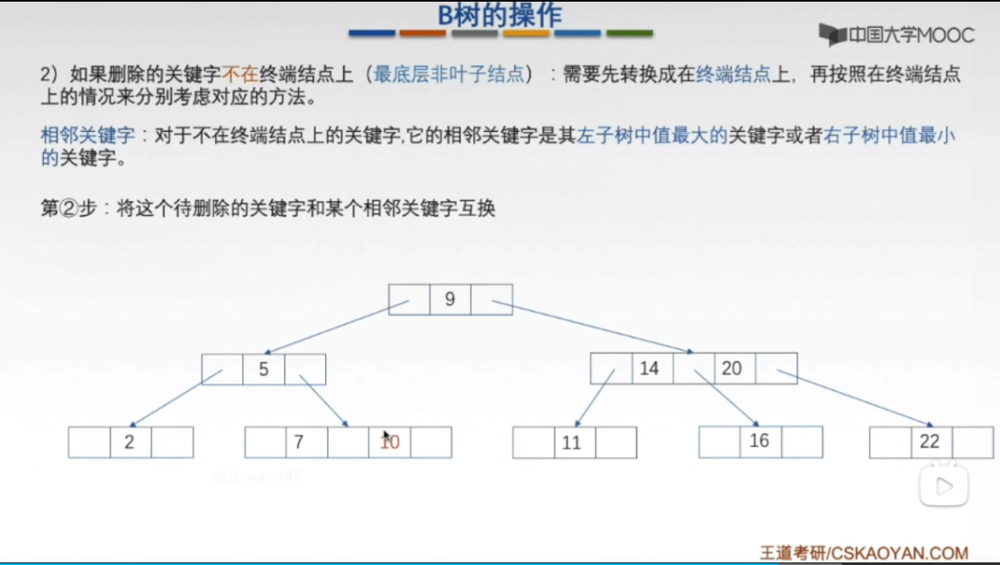 B树的操作
中国大学MOOC
2）如果删除的关键字不在终端结点上（最底层非叶子结点）：需要先转换成在终端结点上，再按照在终端结点
上的情况来分别考虑对应的方法。
相邻关键字：对于不在终端结点上的关键字,它的相邻关键字是其左子树中值最大的关键字或者右子树中值最小
的关键字。
第②步：将这个待删除的关键字和某个相邻关键字互换
9
5 14 20
2 7 10 11 16 22
王道考研/CSKAOYAN.COM